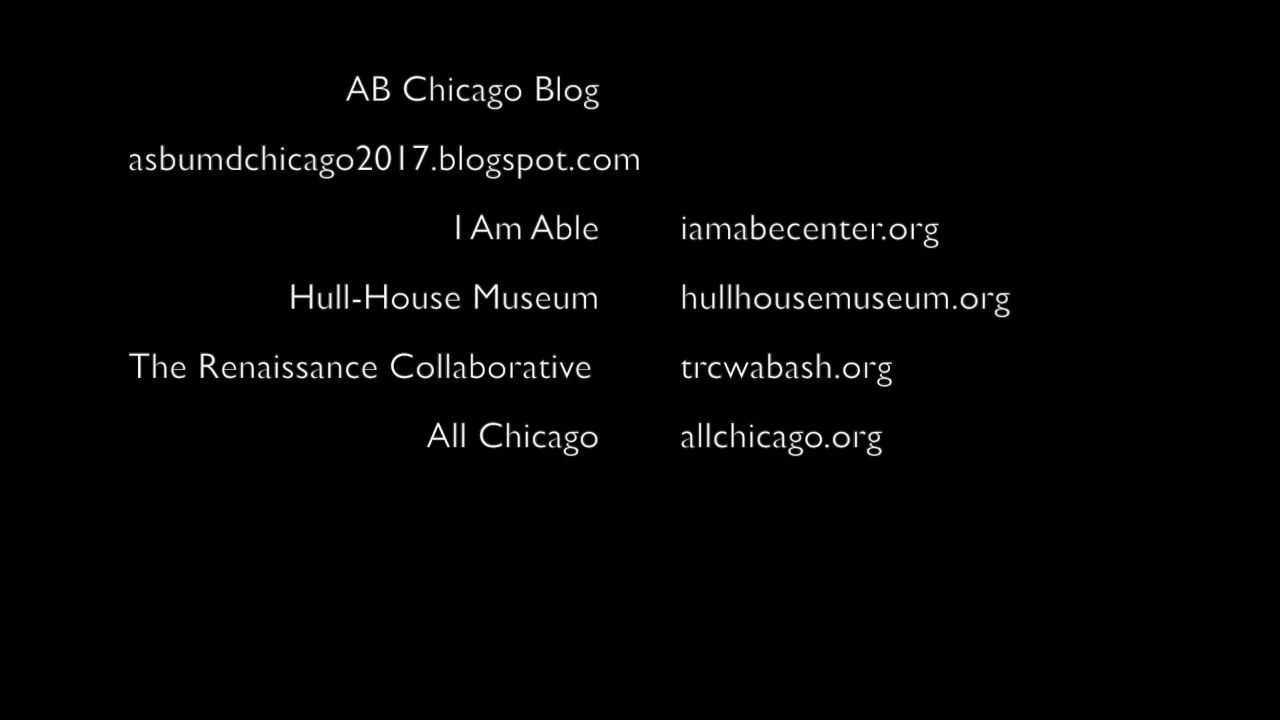 AB Chicago Blog
asbumdchicago2017.blogspot.com
I Am Able iamabecenter.org
Hull-House Museum hullhousemuseum.org
The Renaissance Collaborative trcwabash.org
All Chicago allchicago.org